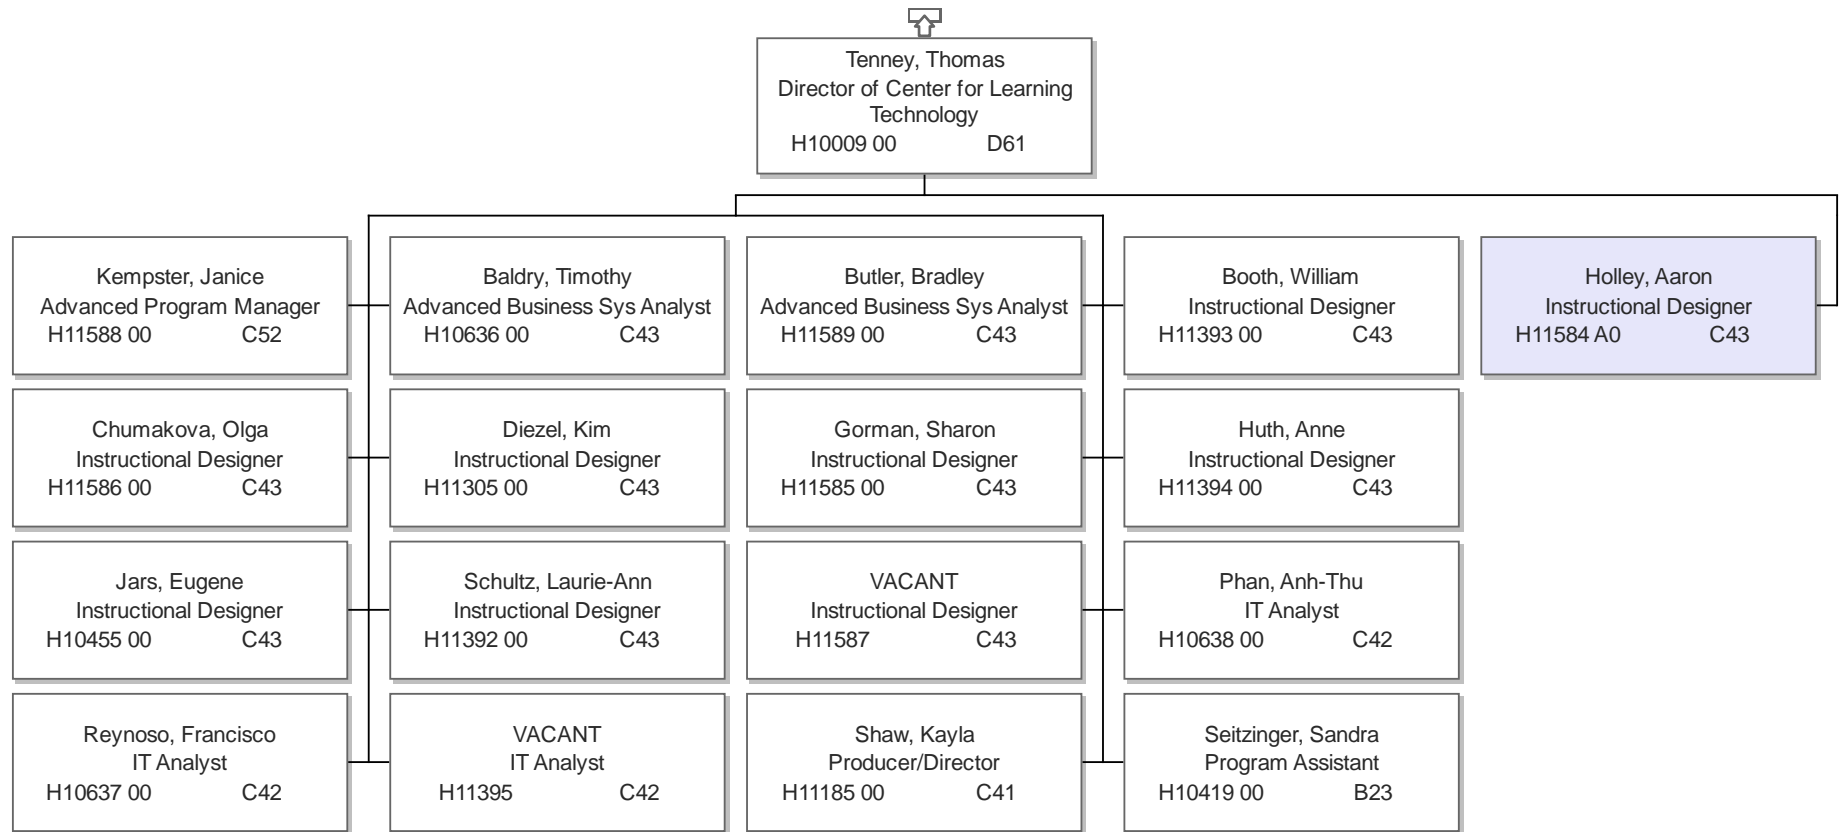 Tenney, Thomas
Director of Center for Learning
Technology
H10009 00 D61
Kempster, Janice
Advanced Program Manager
H11588 00 C52
Baldry, Timothy
Advanced Business Sys Analyst
H10636 00 C43
Butler, Bradley
Advanced Business Sys Analyst
H11589 00 C43
Booth, William
Instructional Designer
H11393 00 C43
Holley, Aaron
Instructional Designer
H11584 A0 C43
Chumakova, Olga
Instructional Designer
H11586 00 C43
Diezel, Kim
Instructional Designer
H11305 00 C43
Gorman, Sharon
Instructional Designer
H11585 00 C43
Huth, Anne
Instructional Designer
H11394 00 C43
Jars, Eugene
Instructional Designer
H10455 00 C43
Schultz, Laurie-Ann
Instructional Designer
H11392 00 C43
VACANT
Instructional Designer
H11587 C43
Phan, Anh-Thu
IT Analyst
H10638 00 C42
Reynoso, Francisco
IT Analyst
H10637 00 C42
VACANT
IT Analyst
H11395 C42
Shaw, Kayla
Producer/Director
H11185 00 C41
Seitzinger, Sandra
Program Assistant
H10419 00 B23